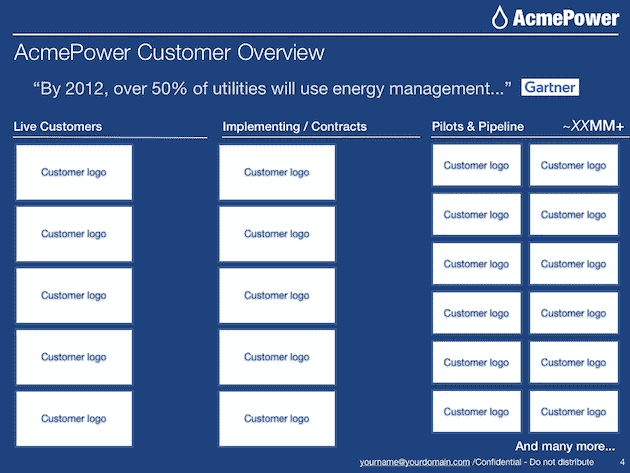 AcmePower
AcmePower Customer Overview
“By 2012, over 50% of utilities will use energy management...” Gartner
Live Customers
Customer logo
Customer logo
Customer logo
Customer logo
Customer logo
Implementing / Contracts
Customer logo
Customer logo
Customer logo
Customer logo
Customer logo
Pilots & Pipeline ~XXMM+
Customer logo Customer logo
Customer logo Customer logo
Customer logo Customer logo
Customer logo Customer logo
Customer logo Customer logo
Customer logo Customer logo
And many more...
yourname@yourdomain.com /Confidential - Do not distribute 4